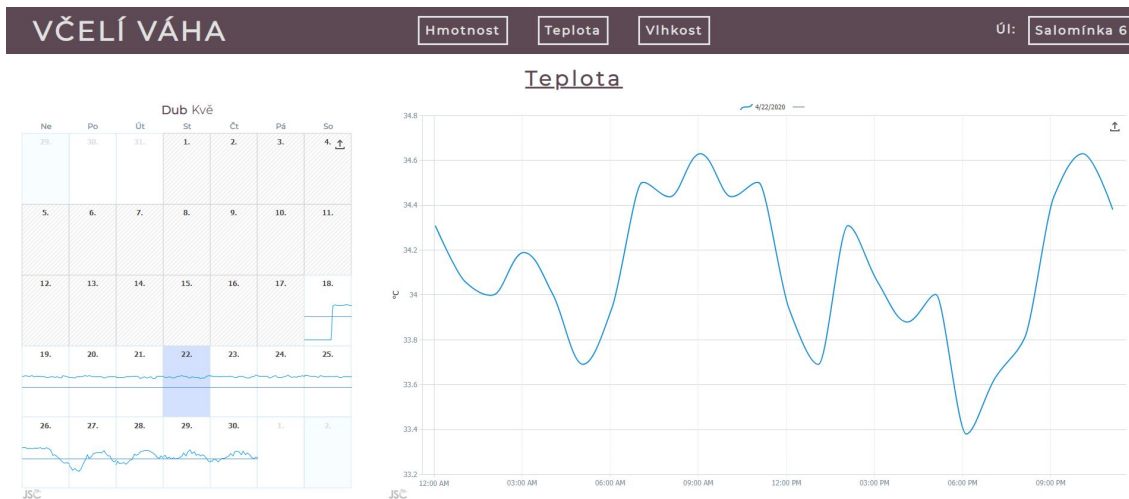 VČELÍ VÁHA
Hmotnost Teplota Vlhkost
Úl: Salomínka 6
Teplota
Dub Kvě
Ne Po Út St Čt Pá So
29. 30. 31. 1. 2. 3. 4.
5. 6. 7. 8. 9. 10. 11.
12. 13. 14. 15. 16. 17. 18.
19. 20. 21. 22. 23. 24. 25.
26. 27. 28. 29. 30. 1. 2.
JSC
4/22/2020
34.8
34.6
34.4
34.2
°C
34
33.8
33.6
33.4
33.2
12:00 AM 03:00 AM 06:00 AM 09:00 AM 12:00 PM 03:00 PM 06:00 PM 09:00 PM
JSC